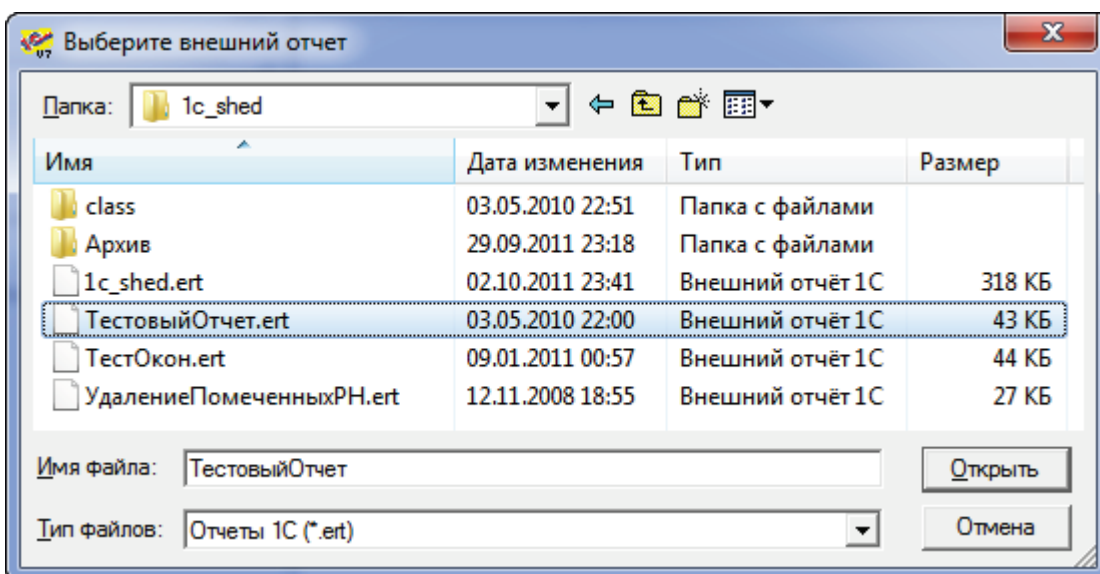 Выберите внешний отчет
Папка: 1c_shed
Имя Дата изменения Тип Размер
class 03.05.2010 22:51 Папка с файлами
Архив 29.09.2011 23:18 Папка с файлами
1c_shed.ert 02.10.2011 23:41 Внешний отчёт 1С 318 КБ
ТестовыйОтчет.ert 03.05.2010 22:00 Внешний отчёт 1С 43 КБ
ТестОкон.ert 09.01.2011 00:57 Внешний отчёт 1С 44 КБ
УдалениеПомеченныхРН.ert 12.11.2008 18:55 Внешний отчёт 1С 27 КБ
Имя файла: ТестовыйОтчет Открыть
Тип файлов: Отчеты 1С (*.ert) Отмена